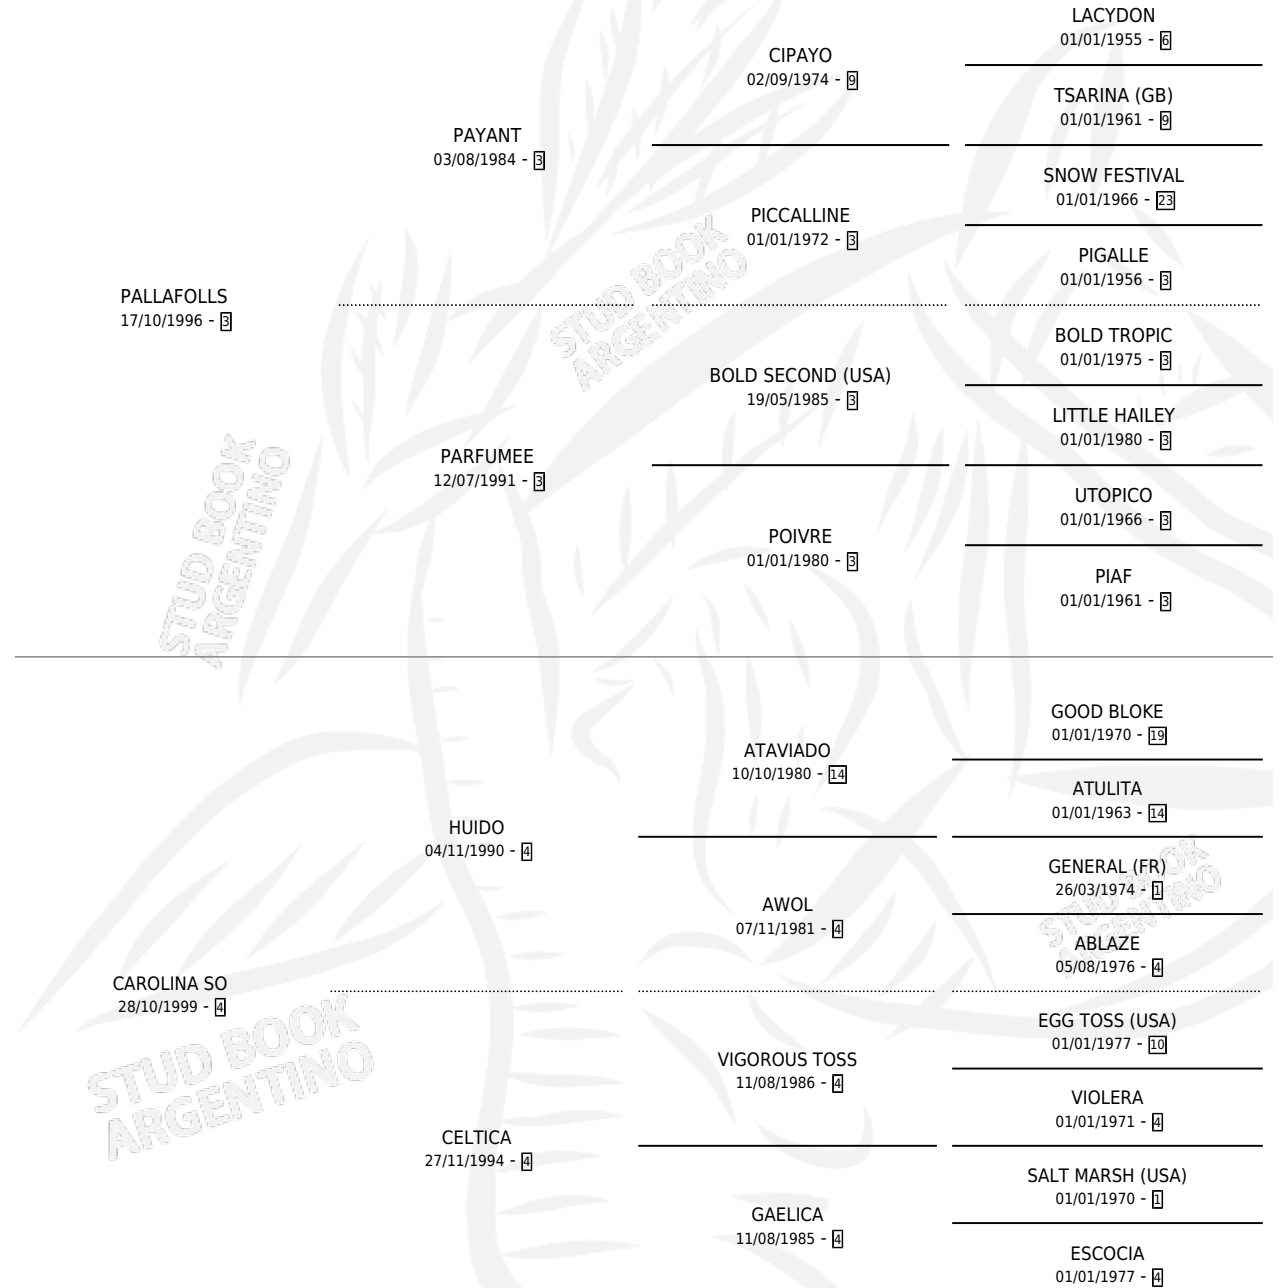 LACYDON
01/01/1955 - 6
CIPAYO
02/09/1974 - 9
TSARINA (GB)
01/01/1961 - 9
PAYANT
03/08/1984 - 3
SNOW FESTIVAL
01/01/1966 - 23
PICCALLINE
01/01/1972 - 3
PIGALLE
01/01/1956 - 3
PALLAFOLLS
17/10/1996 - 3
BOLD TROPIC
01/01/1975 - 3
BOLD SECOND (USA)
19/05/1985 - 3
LITTLE HAILEY
01/01/1980 - 3
PARFUMEE
12/07/1991 - 3
UTOPICO
01/01/1966 - 3
POIVRE
01/01/1980 - 3
PIAF
01/01/1961 - 3
GOOD BLOKE
01/01/1970 - 19
ATAVIADO
10/10/1980 - 14
ATULITA
01/01/1963 - 14
HUIDO
04/11/1990 - 4
GENERAL (FR)
26/03/1974 - 1
AWOL
07/11/1981 - 4
ABLAZE
05/08/1976 - 4
CAROLINA SO
28/10/1999 - 4
EGG TOSS (USA)
01/01/1977 - 10
VIGOROUS TOSS
11/08/1986 - 4
VIOLERA
01/01/1971 - 4
CELTICA
27/11/1994 - 4
SALT MARSH (USA)
01/01/1970 - 1
GAELICA
11/08/1985 - 4
ESCOCIA
01/01/1977 - 4
STUD BOOK
ARGENTINO
STUD BOOK
ARGENTINO
STUD BOOK
ARGENTINO
STUD BOOK
ARGENTINO